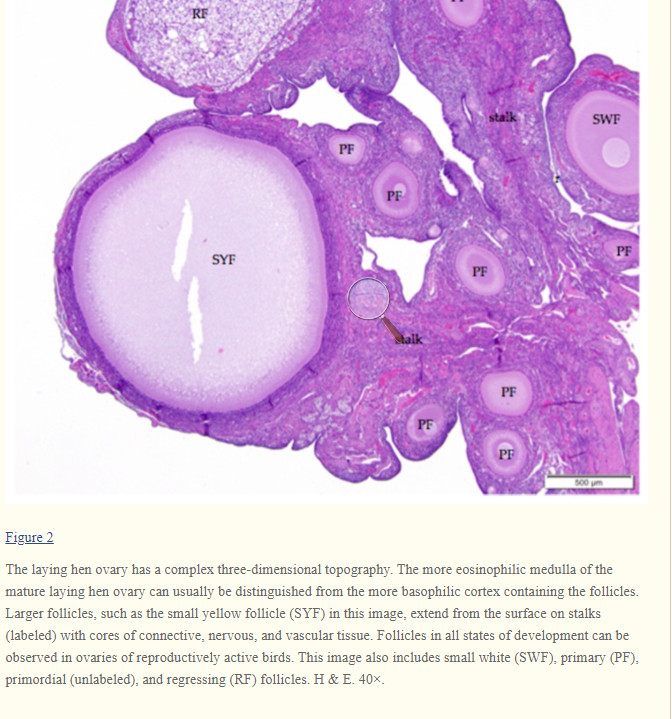 RF
stalk
SWF
PF
PF
PF
PF
SYF
stalk
PF
PF
PF
500 µm
Figure 2
The laying hen ovary has a complex three-dimensional topography. The more eosinophilic medulla of the
mature laying hen ovary can usually be distinguished from the more basophilic cortex containing the follicles.
Larger follicles, such as the small yellow follicle (SYF) in this image, extend from the surface on stalks
(labeled) with cores of connective, nervous, and vascular tissue. Follicles in all states of development can be
observed in ovaries of reproductively active birds. This image also includes small white (SWF), primary (PF),
primordial (unlabeled), and regressing (RF) follicles. H & E. 40×.